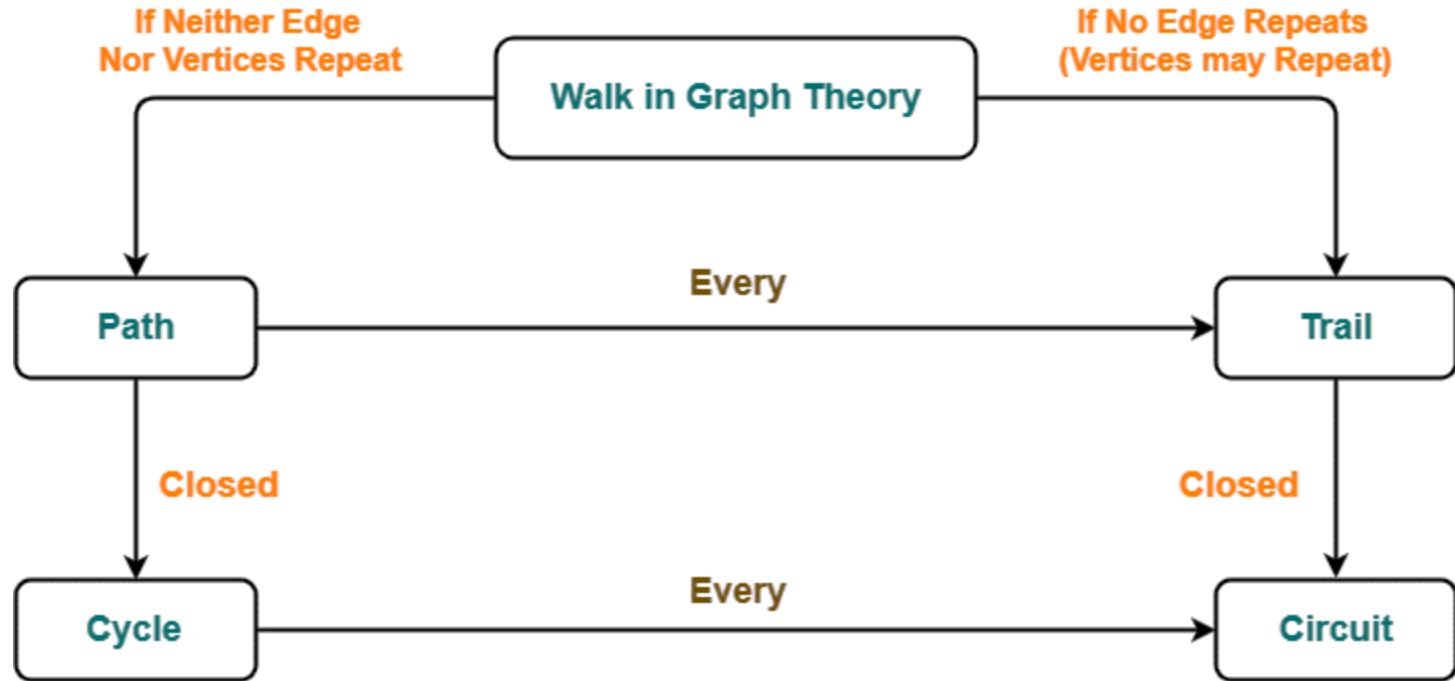 If Neither Edge
Nor Vertices Repeat
Walk in Graph Theory
If No Edge Repeats
(Vertices may Repeat)
Path
Every
Trail
Closed
Closed
Cycle
Every
Circuit